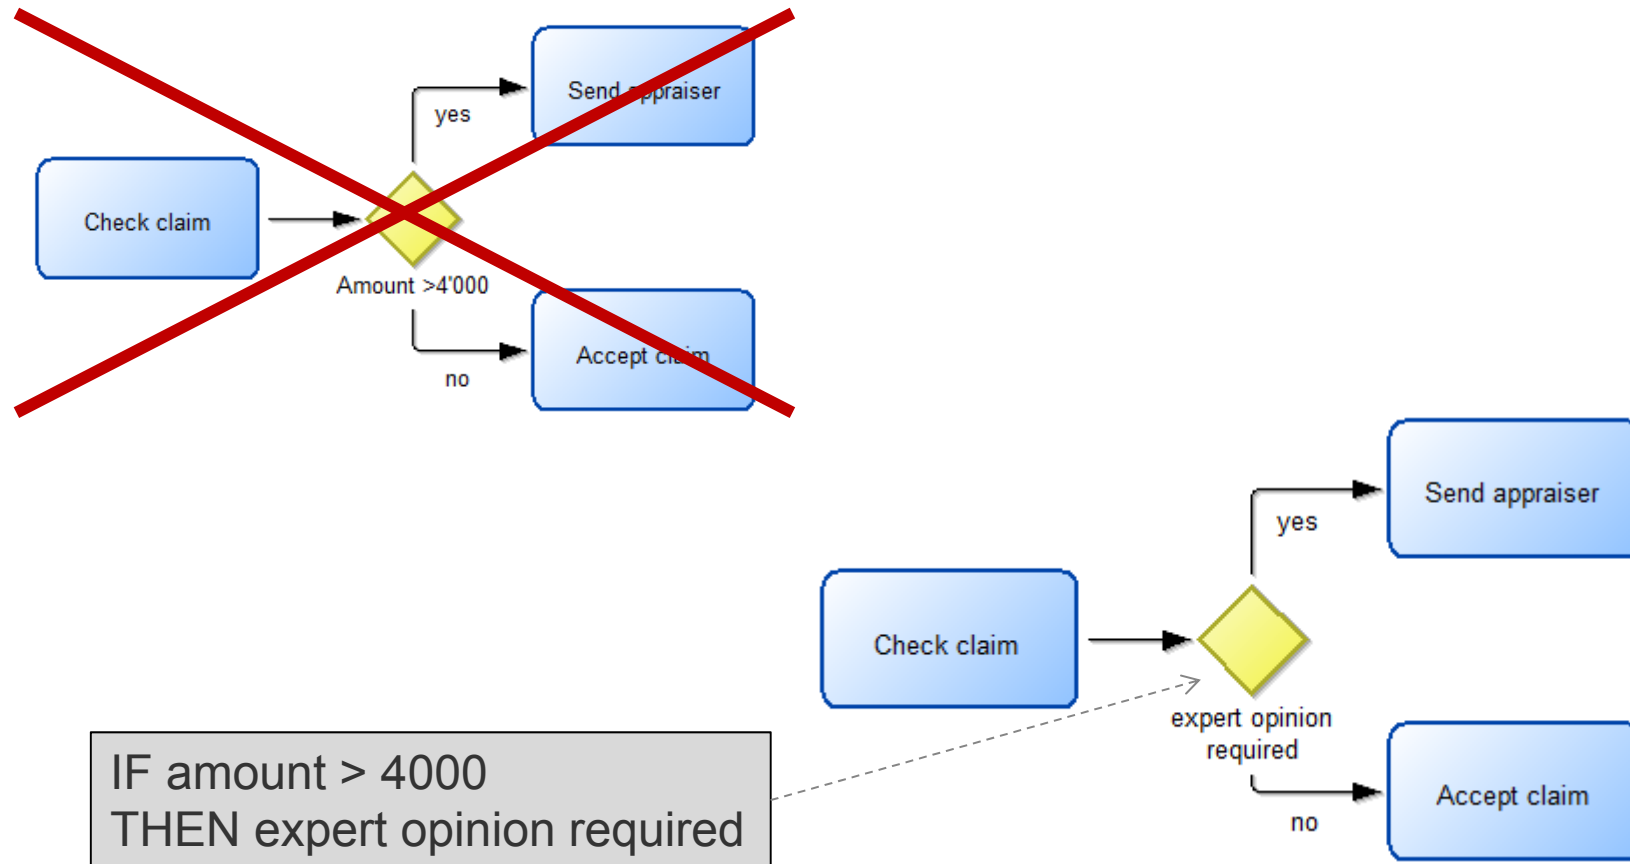 Send appraiser
yes
Check claim
Amount >4'000
Accept claim
no
Send appraiser
yes
Check claim
expert opinion
required
Accept claim
no
IF amount > 4000
THEN expert opinion required